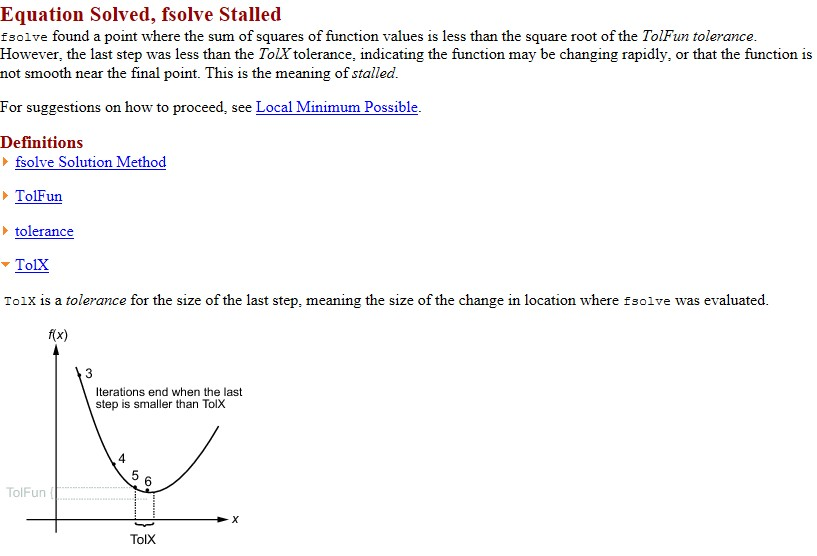 Equation Solved, fsolve Stalled
fsolve found a point where the sum of squares of function values is less than the square root of the TolFun tolerance.
However, the last step was less than the TolX tolerance, indicating the function may be changing rapidly, or that the function is
not smooth near the final point. This is the meaning of stalled.
For suggestions on how to proceed, see Local Minimum Possible.
Definitions
fsolve Solution Method
TolFun
tolerance
TolX
TolX is a tolerance for the size of the last step, meaning the size of the change in location where fsolve was evaluated.
f(x)
3
Iterations end when the last
step is smaller than TolX
4
5 6
TolFun {
x
TolX